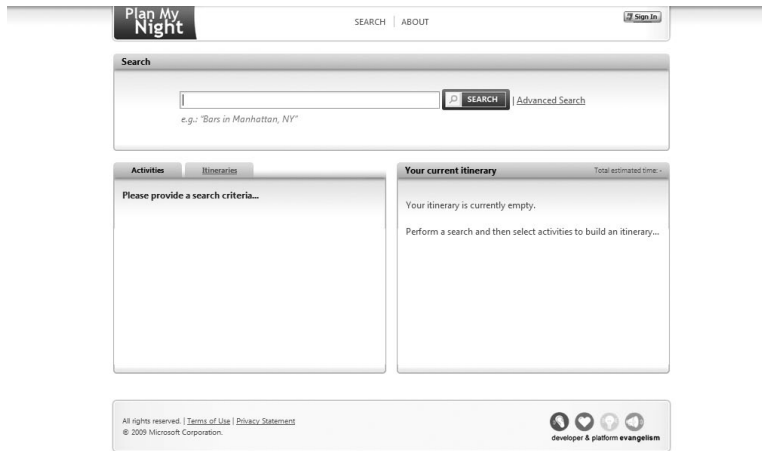 Plan My
Night
SEARCH | ABOUT
Sign In
Search
SEARCH | Advanced Search
e.g.: "Bars in Manhattan, NY"
Activities Itineraries
Please provide a search criteria...
Your current itinerary Total estimated time: -
Your itinerary is currently empty.
Perform a search and then select activities to build an itinerary...
All rights reserved. | Terms of Use | Privacy Statement
© 2009 Microsoft Corporation.
developer & platform evangelism